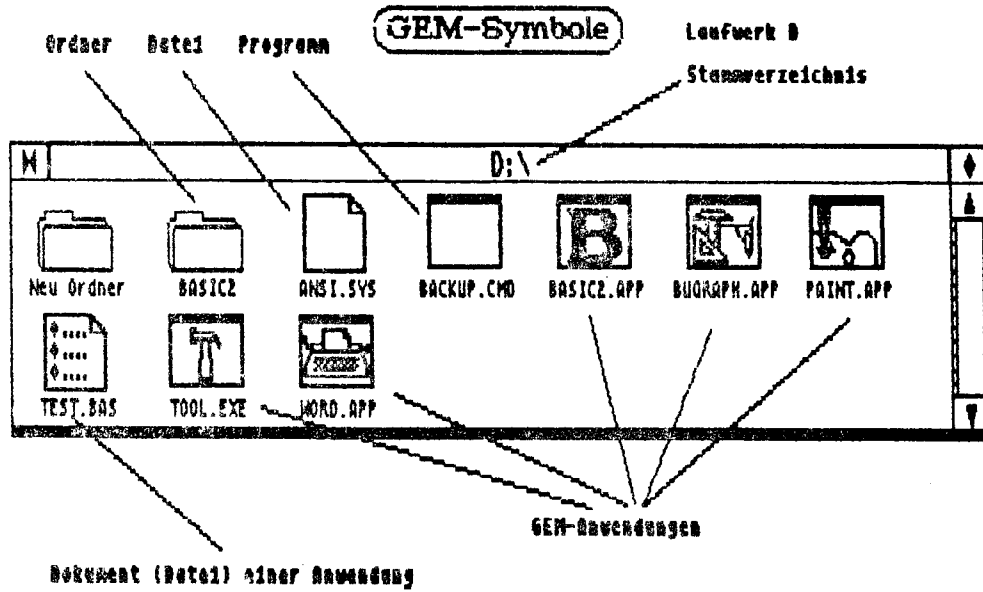 GEM-Symbole
Ordner Datei Programm
Laufwerk D
Stammverzeichnis
D:\
Neu Ordner BASIC2 ANSI.SYS BACKUP.CMD BASIC2.APP BUGRAPH.APP PAINT.APP
TEST.BAS TOOL.EXE WORD.APP
GEM-Anwendungen
Dokument (Datei) einer Anwendung